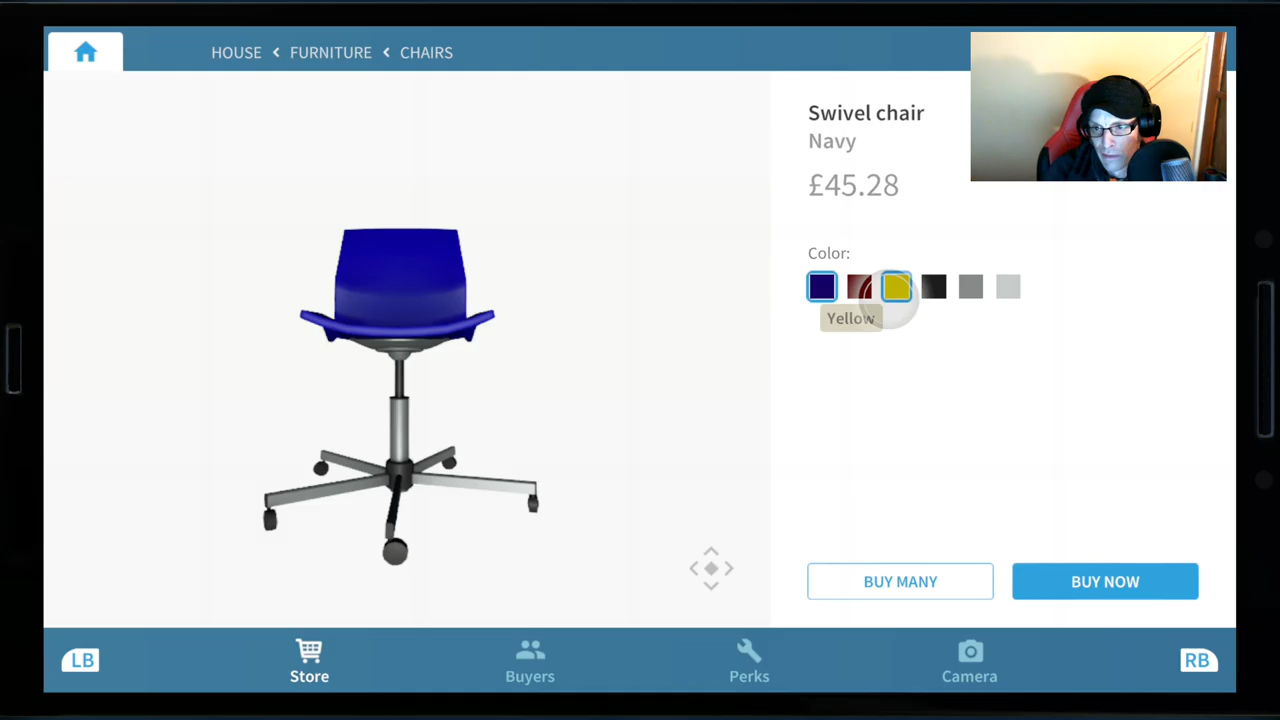 HOUSE < FURNITURE < CHAIRS
Swivel chair
Navy
£45.28
Color:
Yellow
BUY MANY
BUY NOW
LB
Store
Buyers
Perks
Camera
RB